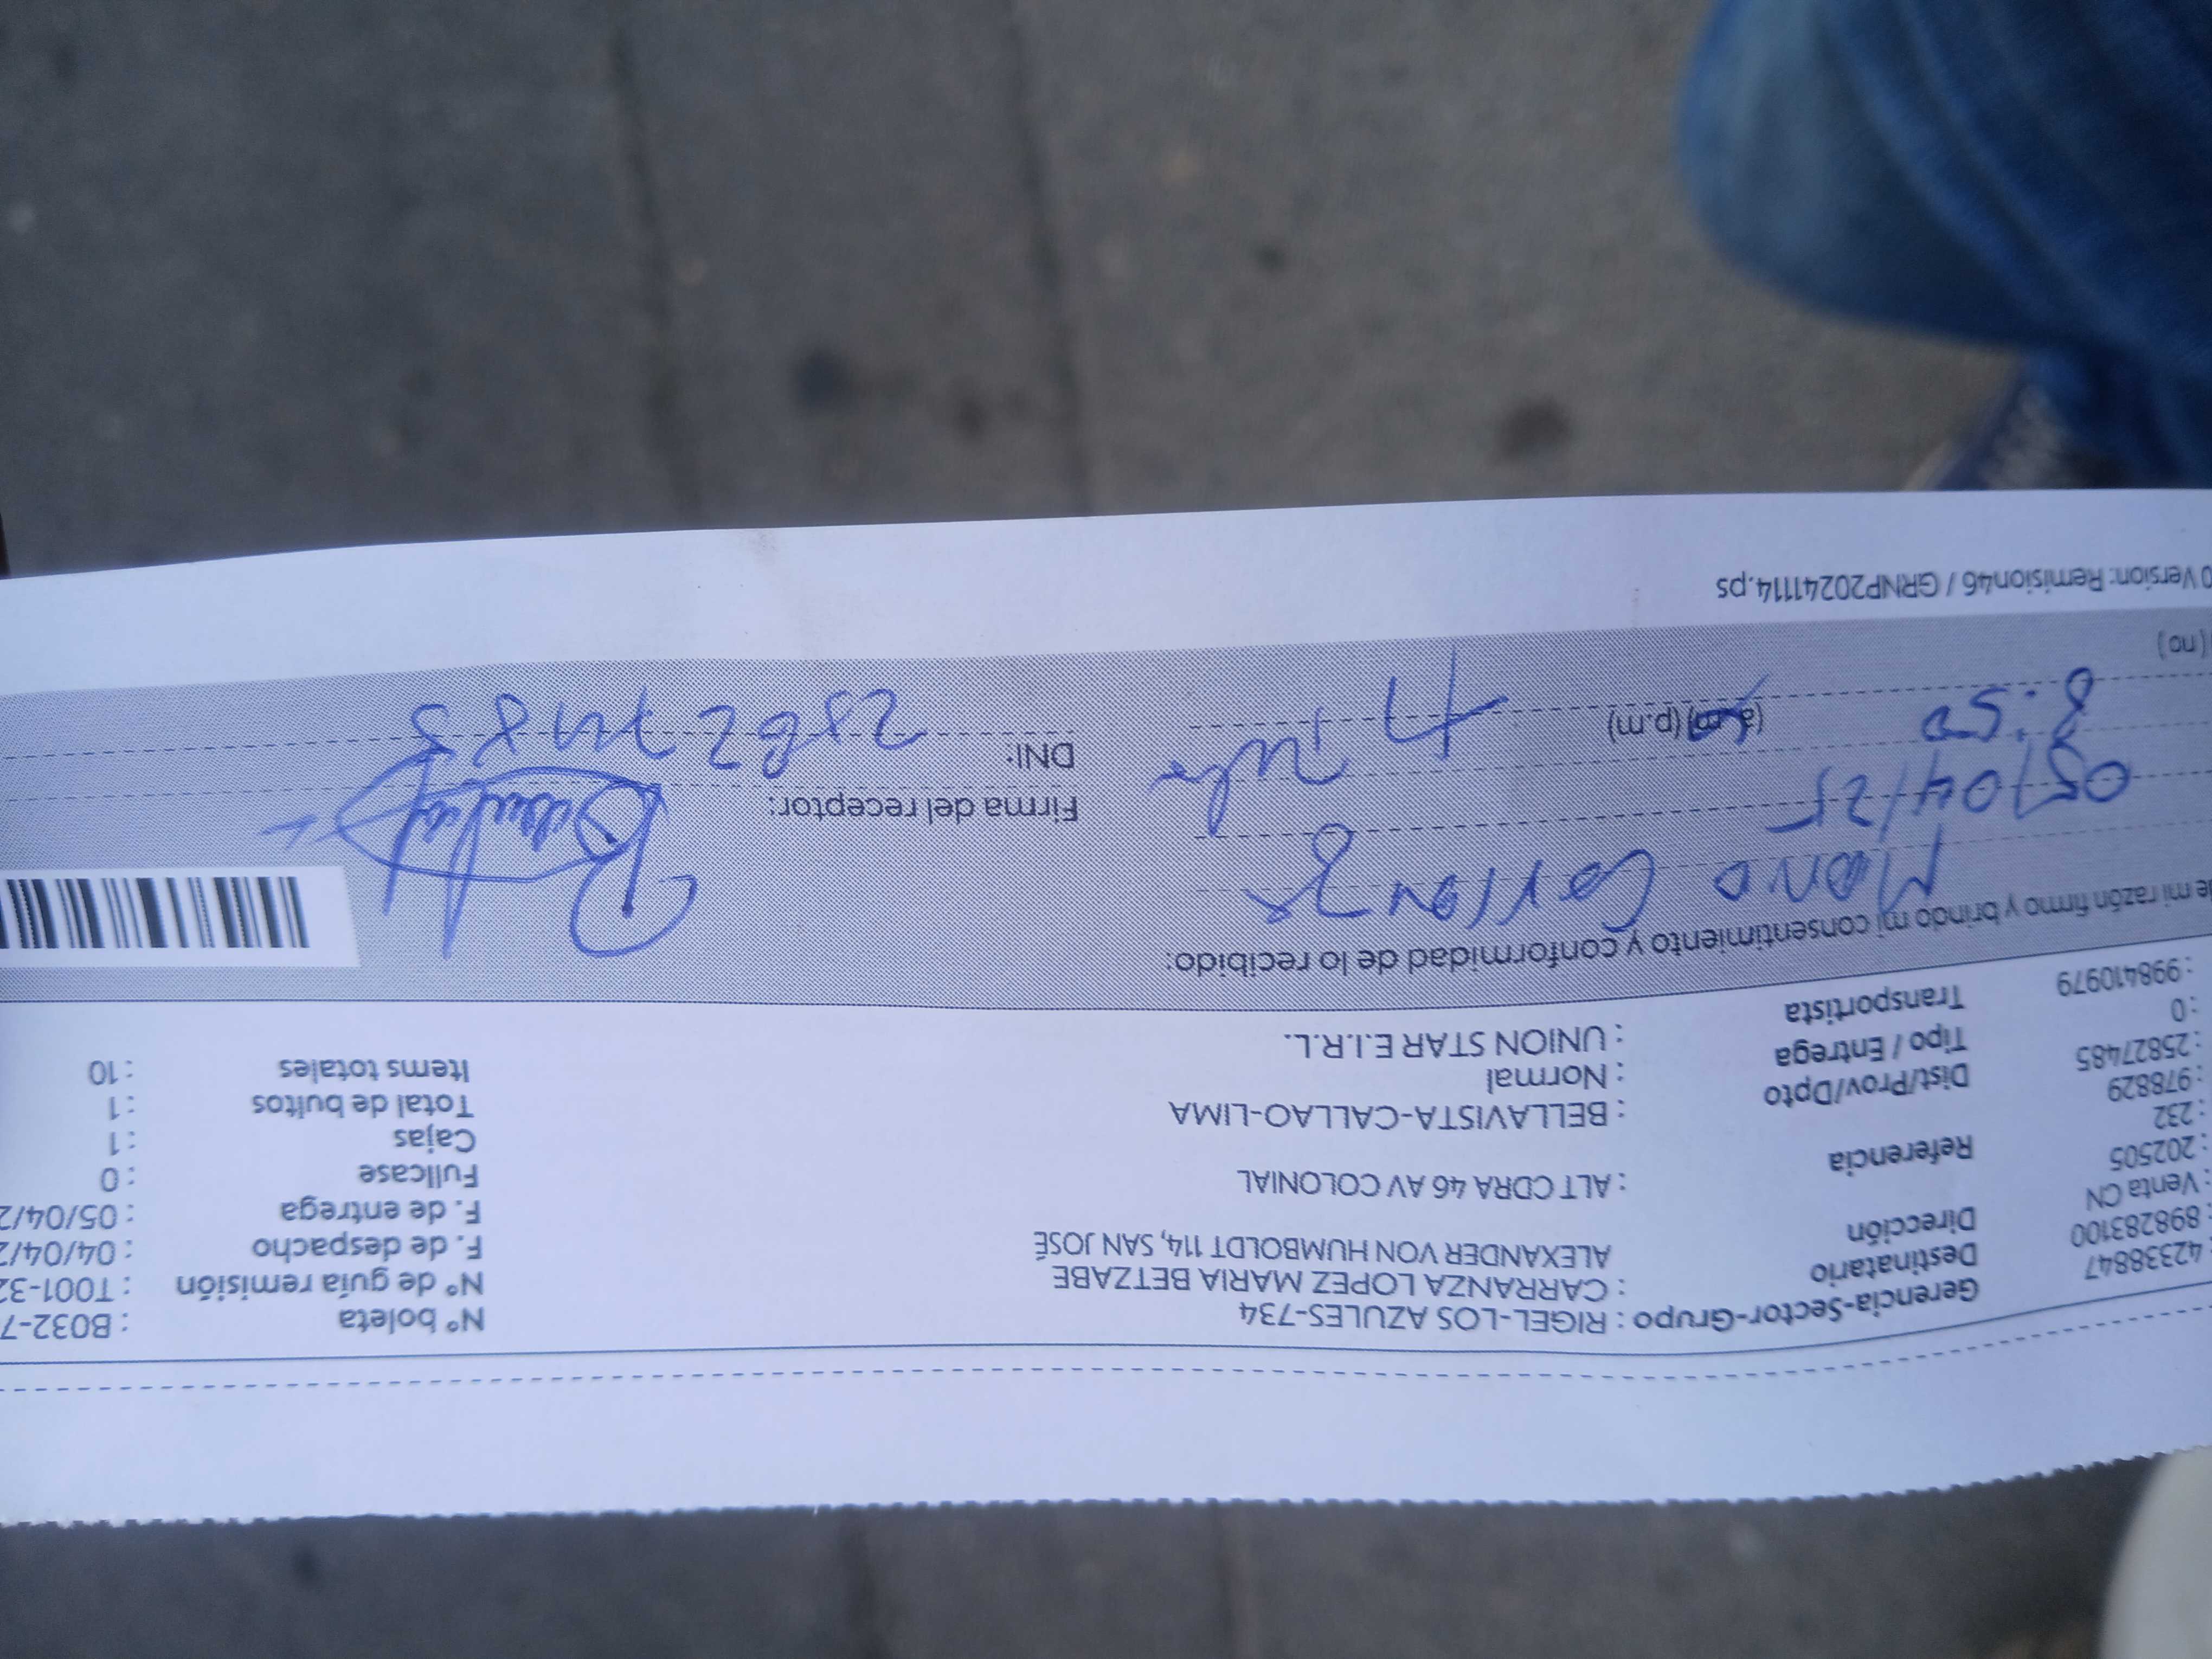 : 42338847 Gerencia-Sector-Grupo : RIGEL-LOS AZULES-734 N° boleta : B032-7
: 898283100 Destinatario : CARRANZA LOPEZ MARIA BETZABE N° de guía remisión : T001-32
: Venta CN Dirección ALEXANDER VON HUMBOLDT 114, SAN JOSÉ F. de despacho : 04/04/2
: 202505 F. de entrega : 05/04/2
: 232 Referencia : ALT CDRA 46 AV COLONIAL Fullcase : 0
: 978829 Cajas : 1
: 25827485 Dist/Prov/Dpto : BELLAVISTA-CALLAO-LIMA Total de bultos : 1
: 0 Tipo / Entrega : Normal Items totales : 10
: 998410979 Transportista : UNION STAR E.I.R.L.
de mi razón firmo y brindo mi consentimiento y conformidad de lo recibido:
05/04/25 Firma del receptor:
8:50 (a.m) (p.m) DNI:
(no)
0 Version: Remision46 / GRNP20241114.ps